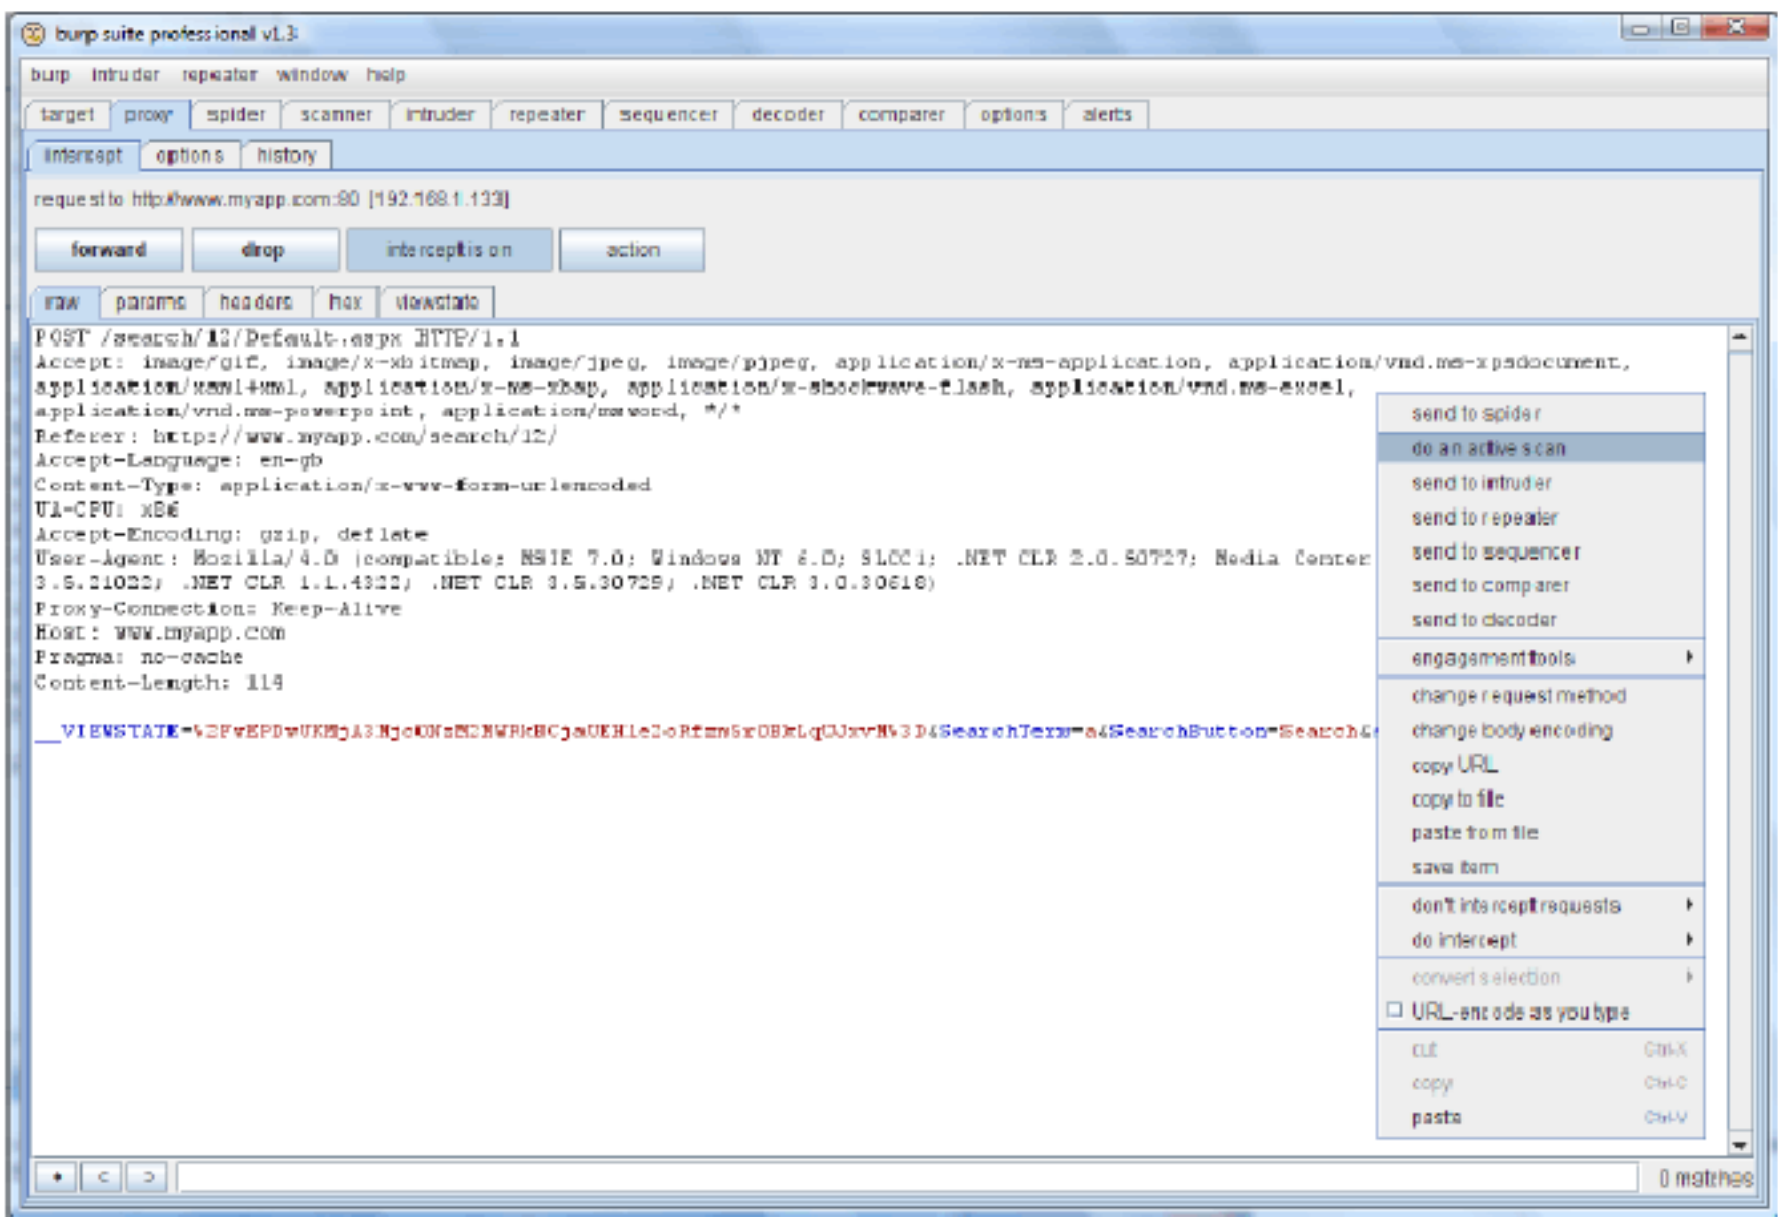 burp suite professional v1.3
burp intruder repeater window help
target proxy spider scanner intruder repeater sequencer decoder comparer options alerts
intercept options history
request to http://www.myapp.com:80 [192.168.1.133]
forward drop intercept is on action
raw params headers hex viewstate
POST /search/12/Default.aspx HTTP/1.1
Accept: image/gif, image/x-xbitmap, image/jpeg, image/pjpeg, application/x-ms-application, application/vnd.ms-xpsdocument,
application/xaml+xml, application/x-ms-xbap, application/x-shockwave-flash, application/vnd.ms-excel,
application/vnd.ms-powerpoint, application/msword, */*
Referer: http://www.myapp.com/search/12/
Accept-Language: en-gb
Content-Type: application/x-www-form-urlencoded
UA-CPU: x86
Accept-Encoding: gzip, deflate
User-Agent: Mozilla/4.0 (compatible; MSIE 7.0; Windows NT 6.0; SLCC1; .NET CLR 2.0.50727; Media Center
3.5.21022; .NET CLR 1.1.4322; .NET CLR 3.5.30729; .NET CLR 3.0.30618)
Proxy-Connection: Keep-Alive
Host: www.myapp.com
Pragma: no-cache
Content-Length: 114
__VIEWSTATE= &SearchTerm=a&SearchButton=Search&
send to spider
do an active scan
send to intruder
send to repeater
send to sequencer
send to comparer
send to decoder
engagement tools
change request method
change body encoding
copy URL
copy to file
paste from file
save item
don't intercept requests
do intercept
convert selection
URL-encode as you type
cut Ctrl-X
copy Ctrl-C
paste Ctrl-V
+ < > 0 matches